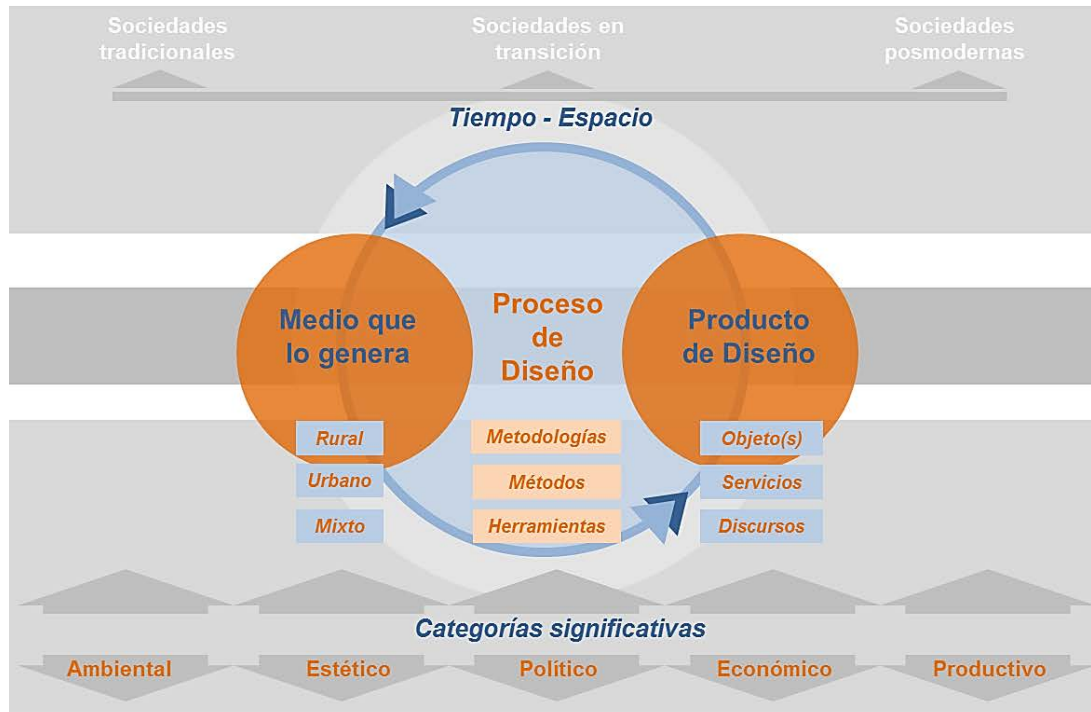 Sociedades
tradicionales
Sociedades en
transición
Sociedades
posmodernas
Tiempo - Espacio
Medio que
lo genera
Proceso
de
Diseño
Producto
de Diseño
Rural
Urbano
Mixto
Metodologías
Métodos
Herramientas
Objeto(s)
Servicios
Discursos
Categorías significativas
Ambiental
Estético
Político
Económico
Productivo